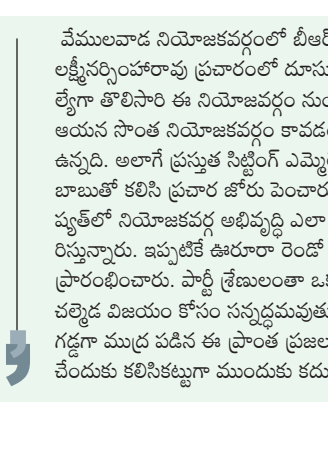 వేములవాడ నియోజకవర్గంలో బీఆర్
లక్ష్మీనర్సింహారావు ప్రచారంలో దూసు
ల్యేగా తొలిసారి ఈ నియోజవర్గం నుం
ఆయన సొంత నియోజకవర్గం కావడం
ఉన్నది. అలాగే ప్రస్తుత సిట్టింగ్ ఎమ్మె
బాబుతో కలిసి ప్రచార జోరు పెంచారు
ష్యత్‌లో నియోజకవర్గ అభివృద్ధి ఎలా
రిస్తున్నారు. ఇప్పటికే ఊరూరా రెండో
ప్రారంభించారు. పార్టీ శ్రేణులంతా ఒక
చల్మెడ విజయం కోసం సన్నద్ధమవుతు
గడ్డగా ముద్ర పడిన ఈ ప్రాంత ప్రజల
చేందుకు కలిసికట్టుగా ముందుకు కదు